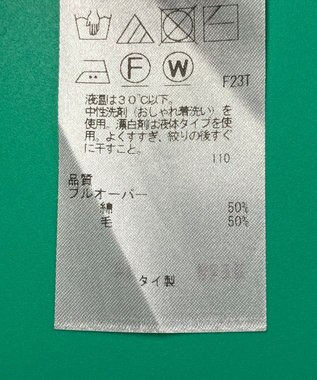 F W
F23T
液温は30℃以下。
中性洗剤（おしゃれ着洗い）を
使用。漂白剤は液体タイプを使
用。よくすすぎ、絞りの後すぐ
に干すこと。
110
品質
プルオーバー
綿 50%
毛 50%
タイ製